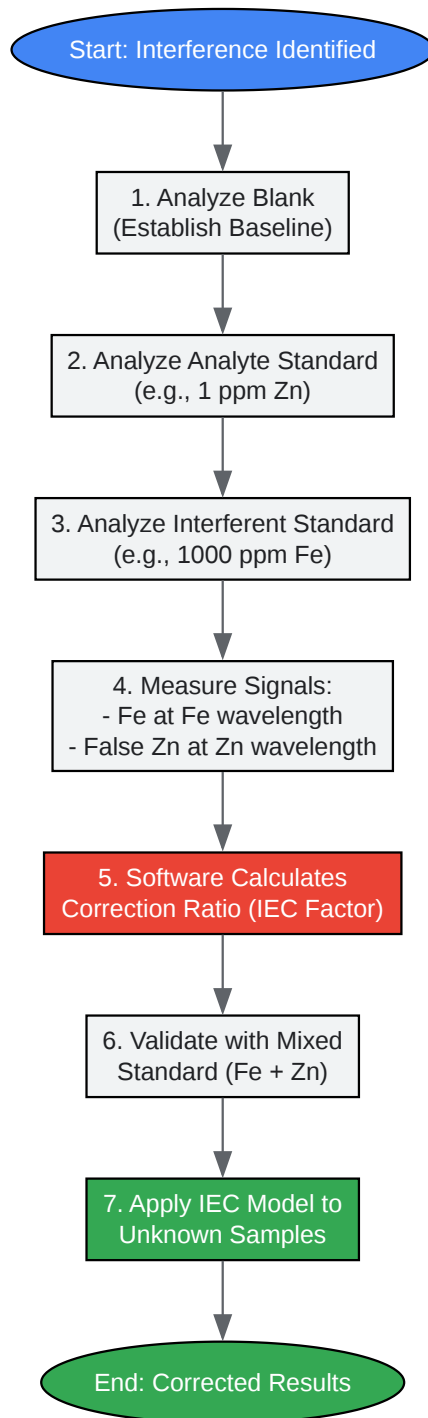 Start: Interference Identified
1. Analyze Blank
(Establish Baseline)
2. Analyze Analyte Standard
(e.g., 1 ppm Zn)
3. Analyze Interferent Standard
(e.g., 1000 ppm Fe)
4. Measure Signals:
- Fe at Fe wavelength
- False Zn at Zn wavelength
5. Software Calculates
Correction Ratio (IEC Factor)
6. Validate with Mixed
Standard (Fe + Zn)
7. Apply IEC Model to
Unknown Samples
End: Corrected Results